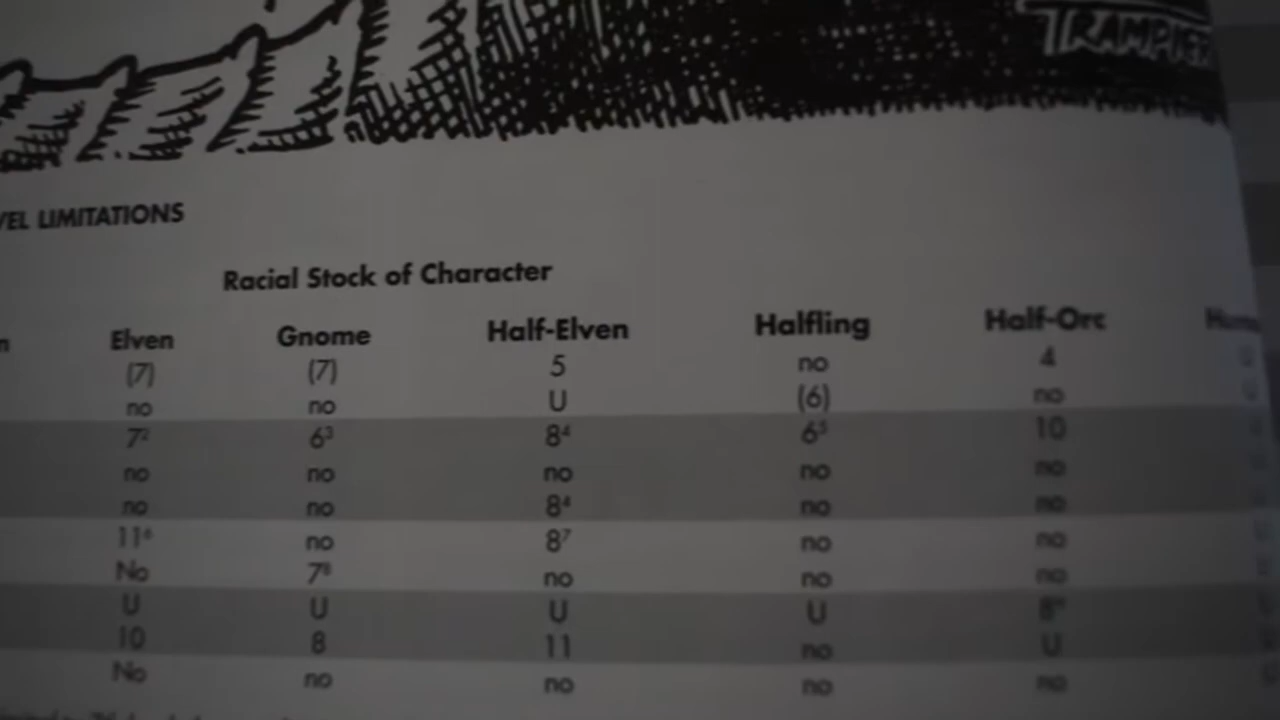 TRAMPIER
VEL LIMITATIONS
Racial Stock of Character
Elven Gnome Half-Elven Halfling Half-Orc
(7) (7) 5 no 4
no no U (6) no
7² 6³ 8⁴ 6⁵ 10
no no no no no
no no 8⁴ no no
11⁶ no 8⁷ no no
No 7⁸ no no no
U U U U 8
10 8 11 no U
No no no no no